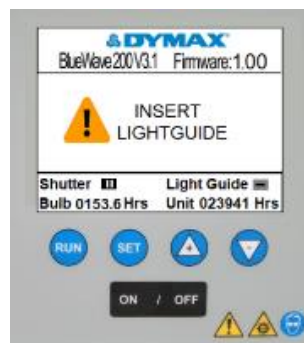 DYMAX
BlueWave 200 V3.1 Firmware:1.00
INSERT
LIGHTGUIDE
Shutter Light Guide
Bulb 0153.6 Hrs Unit 023941 Hrs
RUN SET + -
ON / OFF